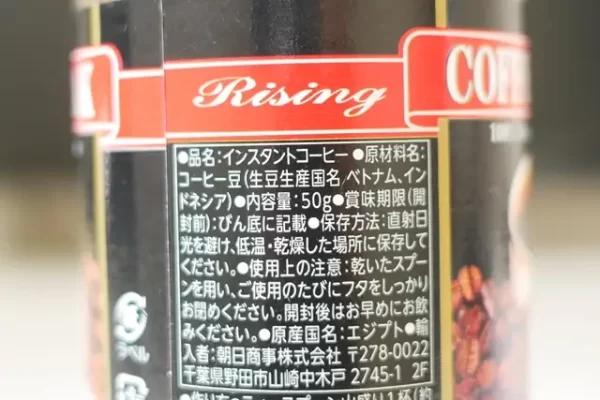 Rising
COF
●品名:インスタントコーヒー ●原材料名:
コーヒー豆(生豆生産国名 ベトナム、イン
ドネシア)●内容量:50g●賞味期限(開
封前):びん底に記載●保存方法:直射日
光を避け、低温・乾燥した場所に保存して
ください。●使用上の注意:乾いたスプー
ンを用い、ご使用のたびにフタをしっかり
お閉めください。開封後はお早めにお飲
みください。●原産国名:エジプト●輸
入者:朝日商事株式会社 〒278-0022
千葉県野田市山崎中木戸 2745-1 2F
ラベル